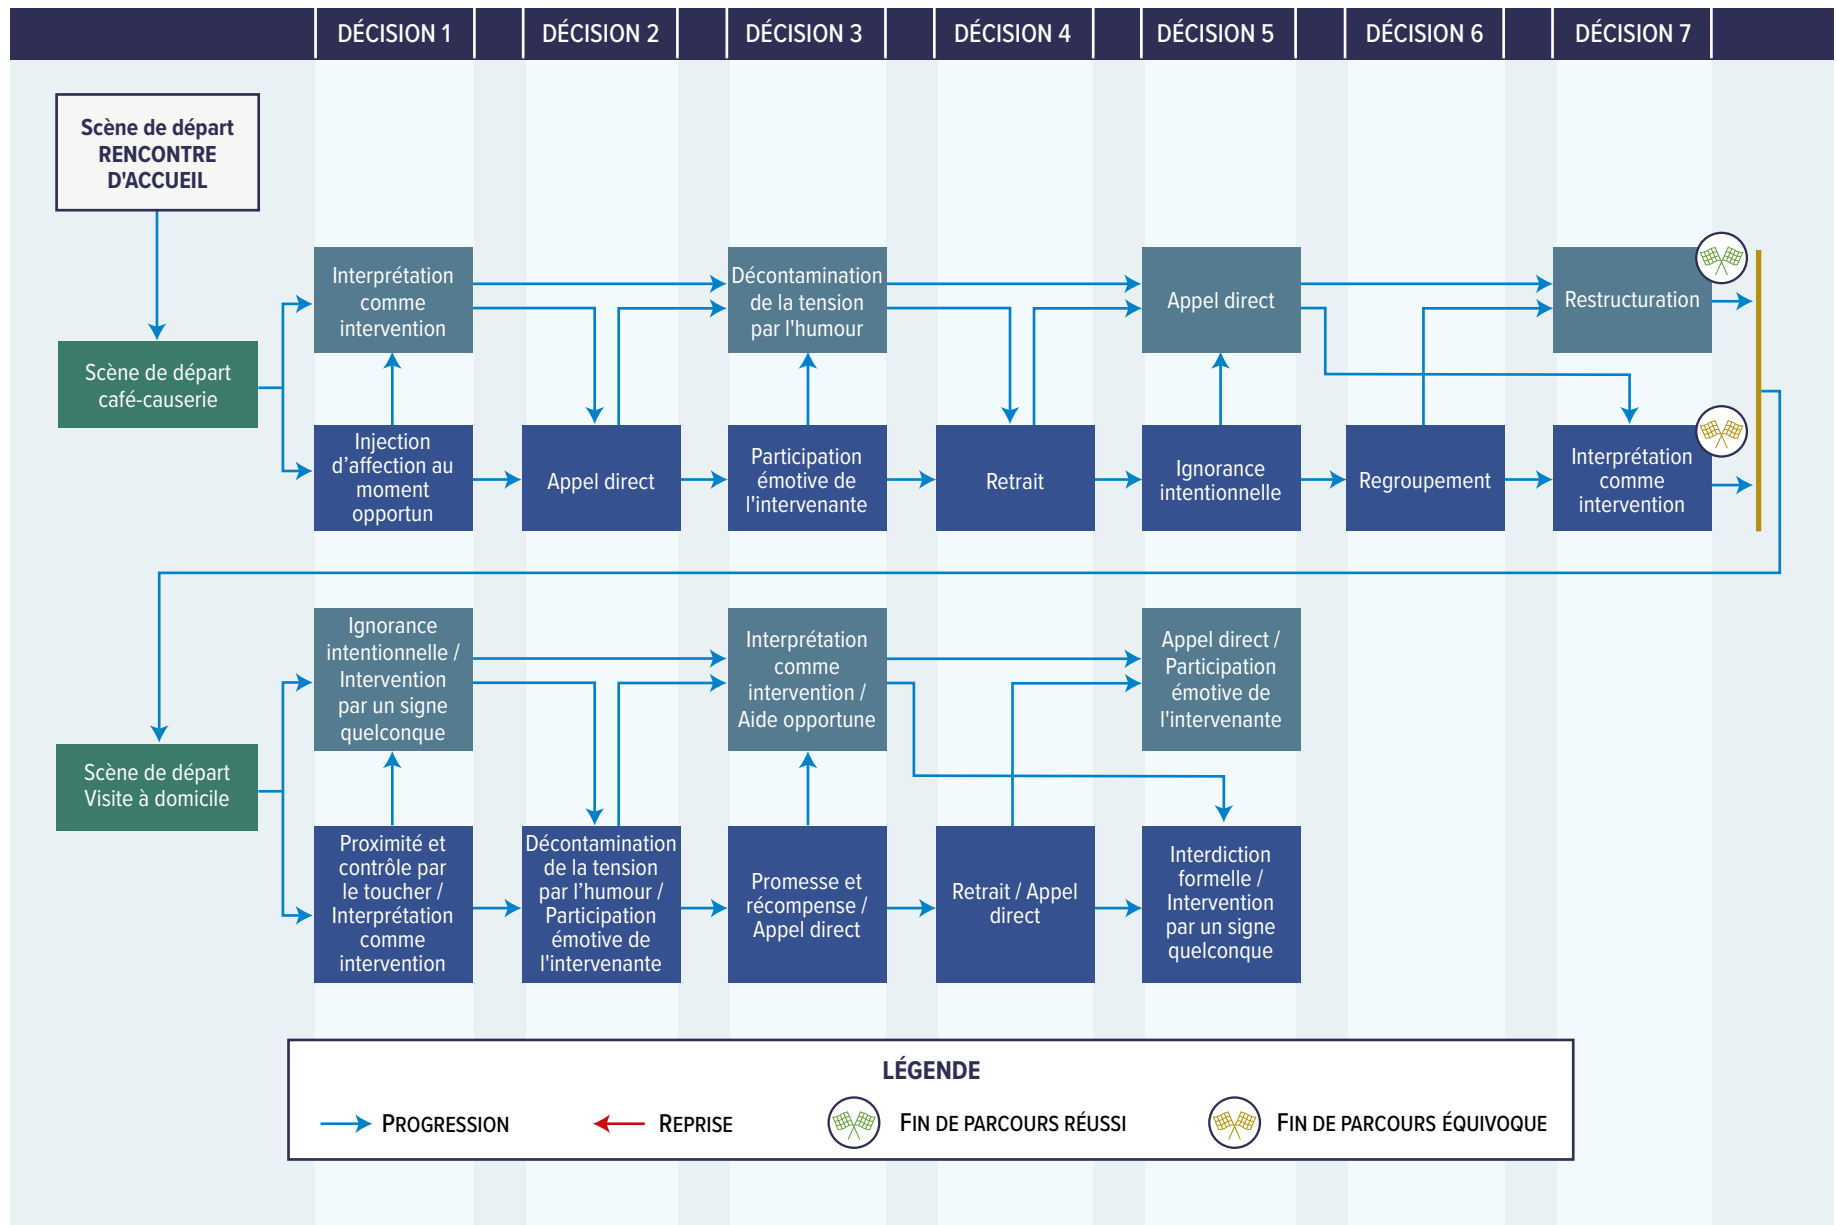 DÉCISION 1
DÉCISION 2
DÉCISION 3
DÉCISION 4
DÉCISION 5
DÉCISION 6
DÉCISION 7
Scène de départ
RENCONTRE
D'ACCUEIL
Scène de départ
café-causerie
Interprétation
comme
intervention
Décontamination
de la tension
par l'humour
Appel direct
Restructuration
Injection
d’affection au
moment
opportun
Appel direct
Participation
émotive de
l'intervenante
Retrait
Ignorance
intentionnelle
Regroupement
Interprétation
comme
intervention
Scène de départ
Visite à domicile
Ignorance
intentionnelle /
Intervention
par un signe
quelconque
Interprétation
comme
intervention /
Aide opportune
Appel direct /
Participation
émotive de
l'intervenante
Proximité et
contrôle par
le toucher /
Interprétation
comme
intervention
Décontamination
de la tension
par l’humour /
Participation
émotive de
l'intervenante
Promesse et
récompense /
Appel direct
Retrait / Appel
direct
Interdiction
formelle /
Intervention
par un signe
quelconque
LÉGENDE
PROGRESSION
REPRISE
FIN DE PARCOURS RÉUSSI
FIN DE PARCOURS ÉQUIVOQUE